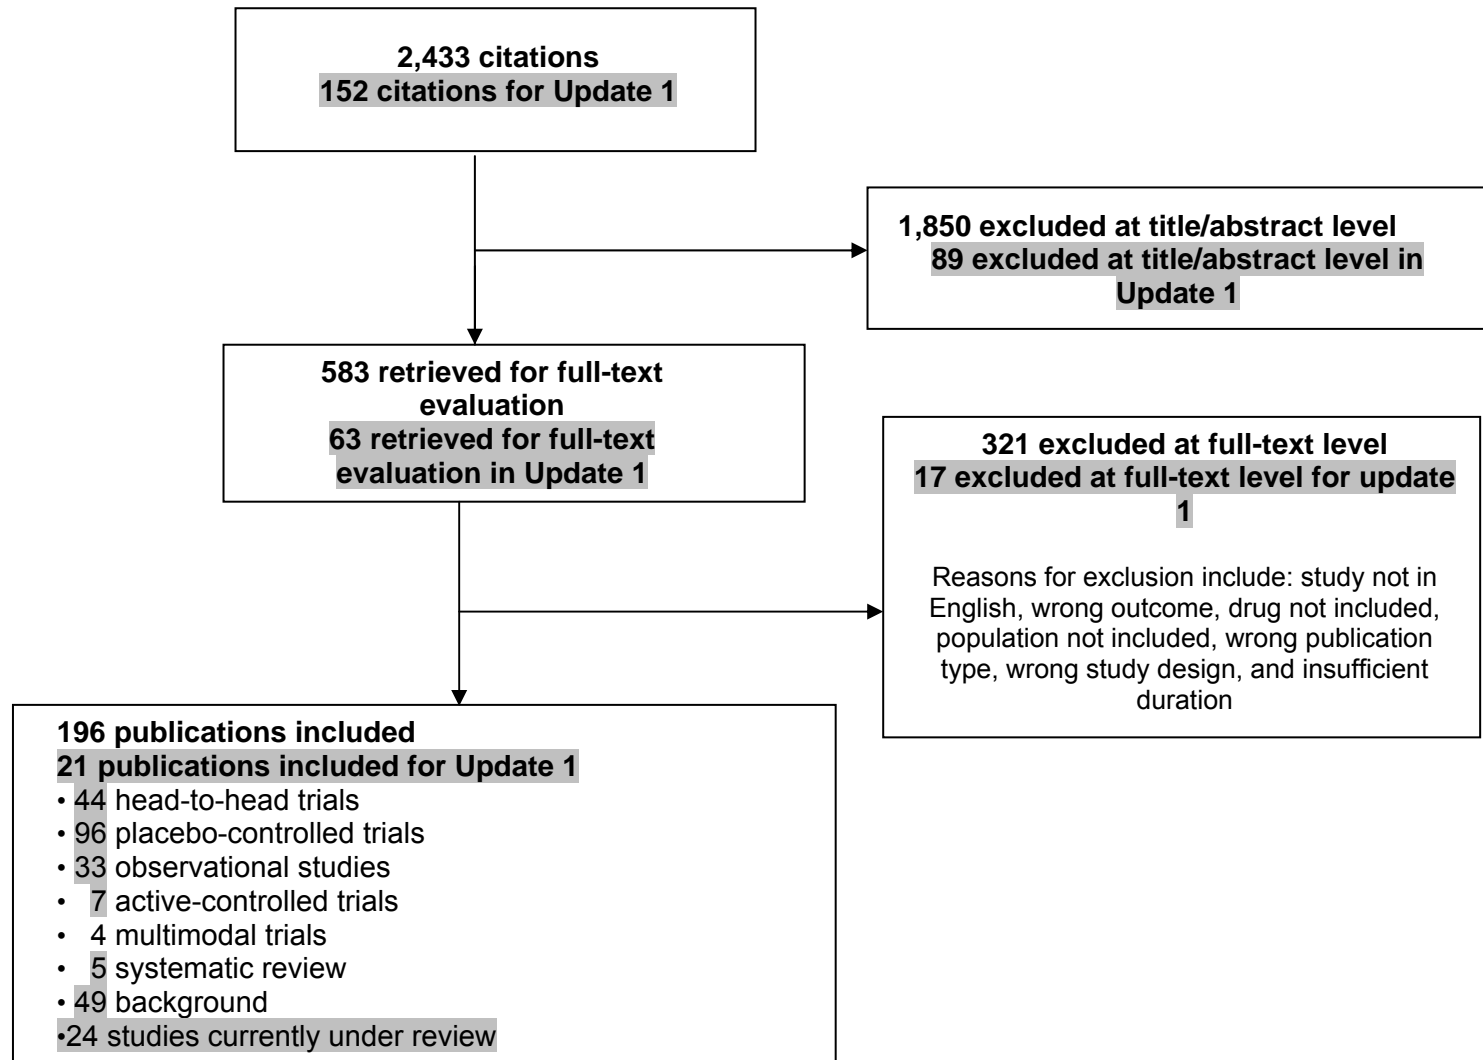 2,433 citations
152 citations for Update 1
1,850 excluded at title/abstract level
89 excluded at title/abstract level in
Update 1
583 retrieved for full-text
evaluation
63 retrieved for full-text
evaluation in Update 1
321 excluded at full-text level
17 excluded at full-text level for update
1
Reasons for exclusion include: study not in
English, wrong outcome, drug not included,
population not included, wrong publication
type, wrong study design, and insufficient
duration
196 publications included
21 publications included for Update 1
• 44 head-to-head trials
• 96 placebo-controlled trials
• 33 observational studies
• 7 active-controlled trials
• 4 multimodal trials
• 5 systematic review
• 49 background
•24 studies currently under review